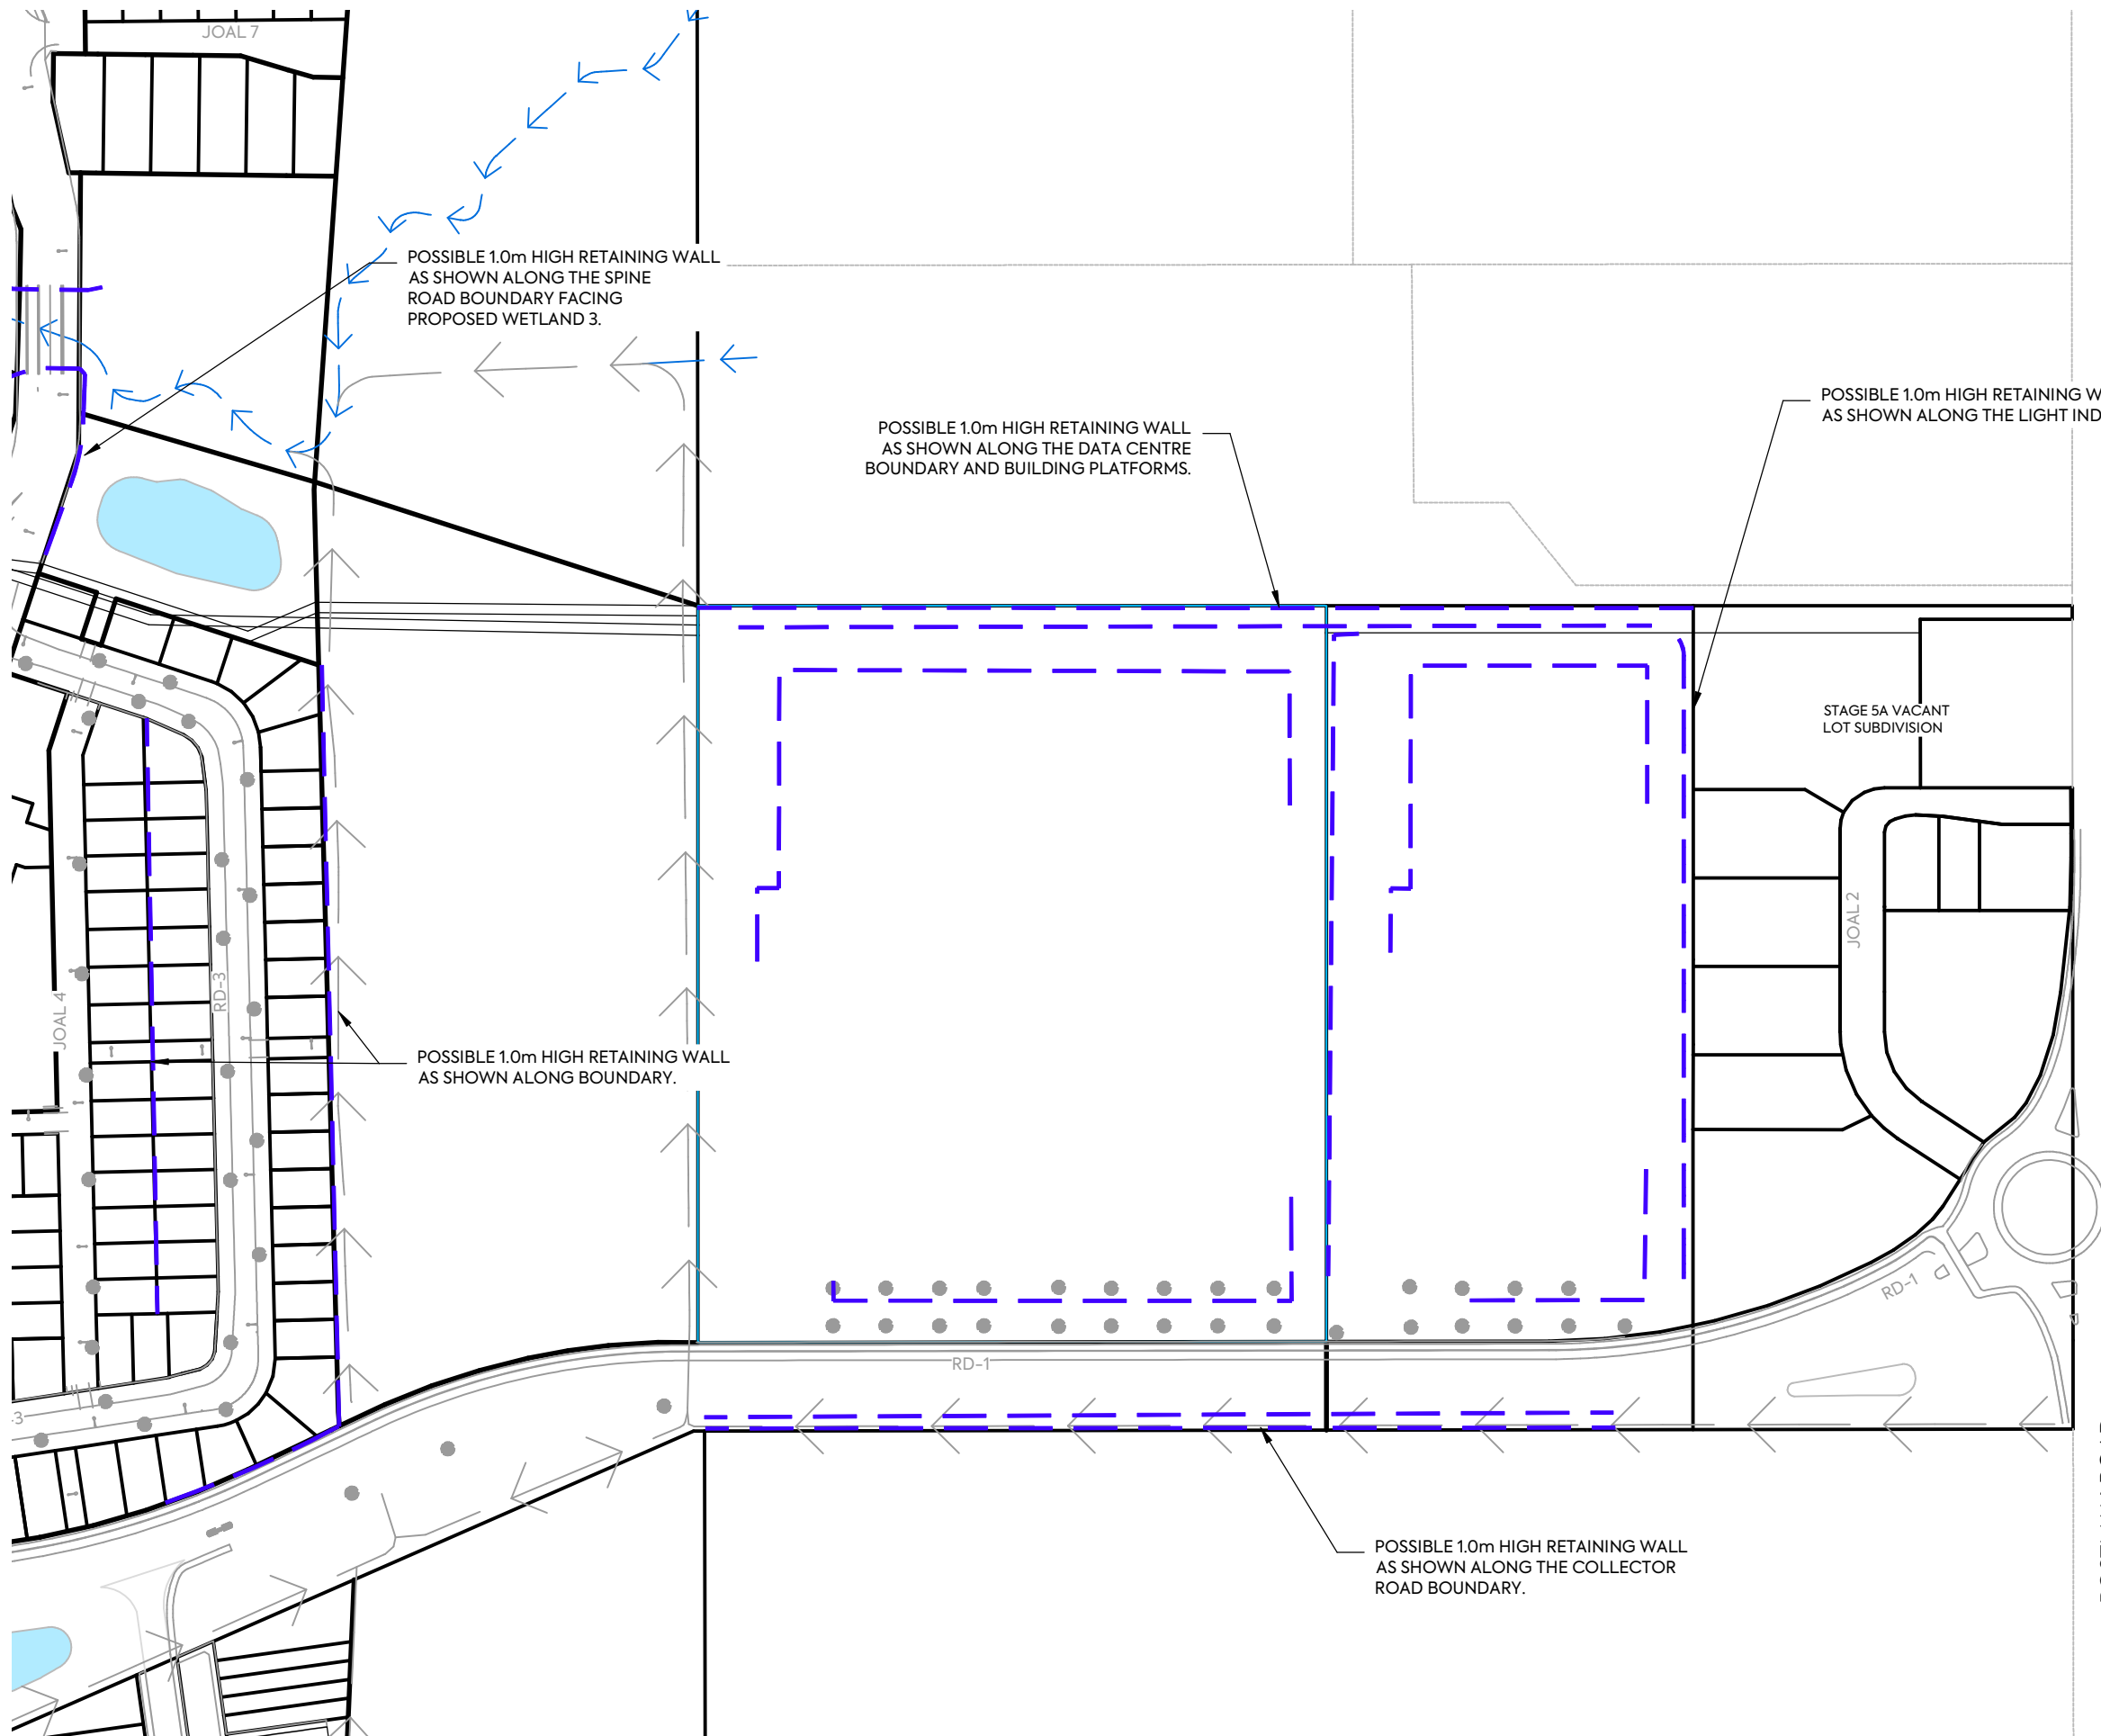 JOAL 7
POSSIBLE 1.0m HIGH RETAINING WALL
AS SHOWN ALONG THE SPINE
ROAD BOUNDARY FACING
PROPOSED WETLAND 3.
POSSIBLE 1.0m HIGH RETAINING WALL
AS SHOWN ALONG THE DATA CENTRE
BOUNDARY AND BUILDING PLATFORMS.
POSSIBLE 1.0m HIGH RETAINING W
AS SHOWN ALONG THE LIGHT IND
STAGE 5A VACANT
LOT SUBDIVISION
JOAL 2
RD-3
JOAL 4
POSSIBLE 1.0m HIGH RETAINING WALL
AS SHOWN ALONG BOUNDARY.
RD-1
RD-1
-3
POSSIBLE 1.0m HIGH RETAINING WALL
AS SHOWN ALONG THE COLLECTOR
ROAD BOUNDARY.